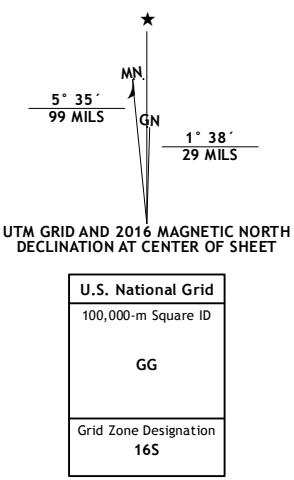 MN.
5° 35´
99 MILS
GN
1° 38´
29 MILS
UTM GRID AND 2016 MAGNETIC NORTH
DECLINATION AT CENTER OF SHEET
U.S. National Grid
100,000-m Square ID
GG
Grid Zone Designation
16S